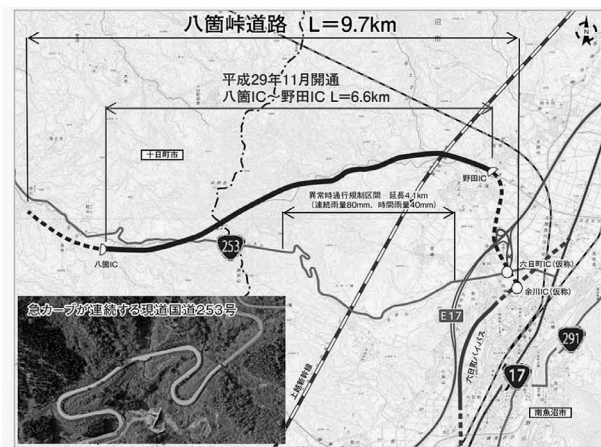 八箇峠道路 L=9.7km
平成29年11月開通
八箇IC～野田IC L=6.6km
十日町市
野田IC
異常時通行規制区間 延長4.1km
(連続雨量80mm、時間雨量40mm)
253
八箇IC
六日町IC(仮称)
余川IC(仮称)
急カーブが連続する現道国道253号
E17
六日町バイパス
上越新幹線
291
17
南魚沼市